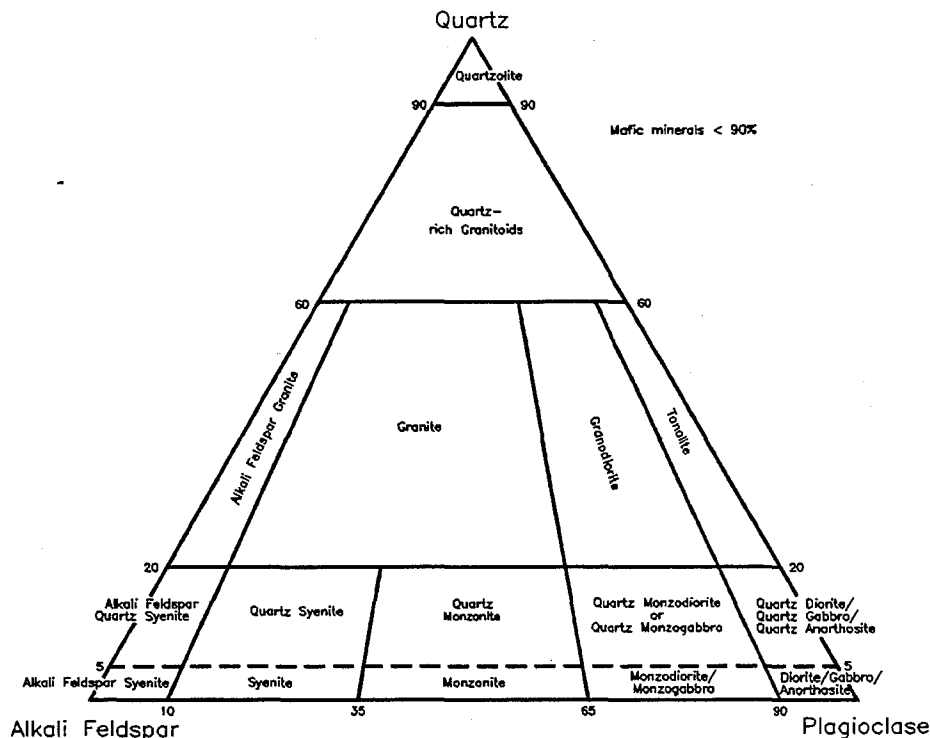 Quartz
Quartzolite
90
90
Mafic minerals < 90%
Quartz-
rich Granitoids
60
60
Alkali Feldspar Granite
Granite
Granodiorite
Tonalite
20
20
Alkali Feldspar
Quartz Syenite
Quartz Syenite
Quartz
Monzonite
Quartz Monzodiorite
or
Quartz Monzogabbro
Quartz Diorite/
Quartz Gabbro/
Quartz Anarthosite
5
5
Alkali Feldspar Syenite
Syenite
Monzonite
Monzodiorite/
Monzogabbro
Diorite/Gabbro/
Anorthosite
10
35
65
90
Alkali Feldspar
Plagioclase